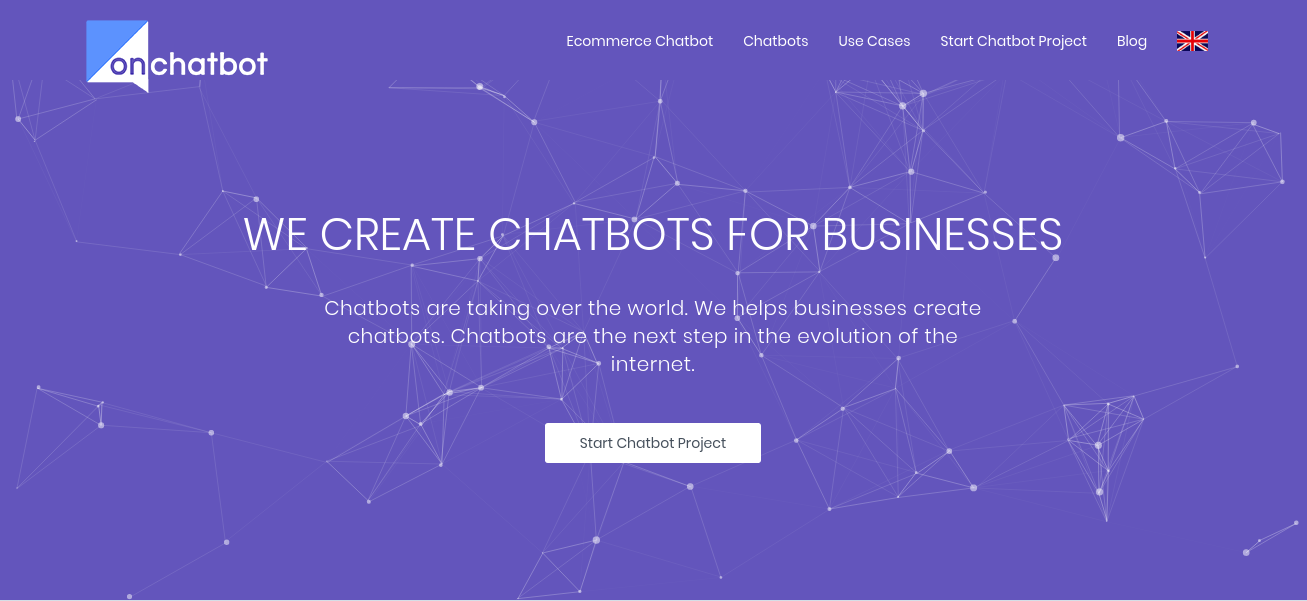 onchatbot
Ecommerce Chatbot Chatbots Use Cases Start Chatbot Project Blog
WE CREATE CHATBOTS FOR BUSINESSES
Chatbots are taking over the world. We helps businesses create
chatbots. Chatbots are the next step in the evolution of the
internet.
Start Chatbot Project